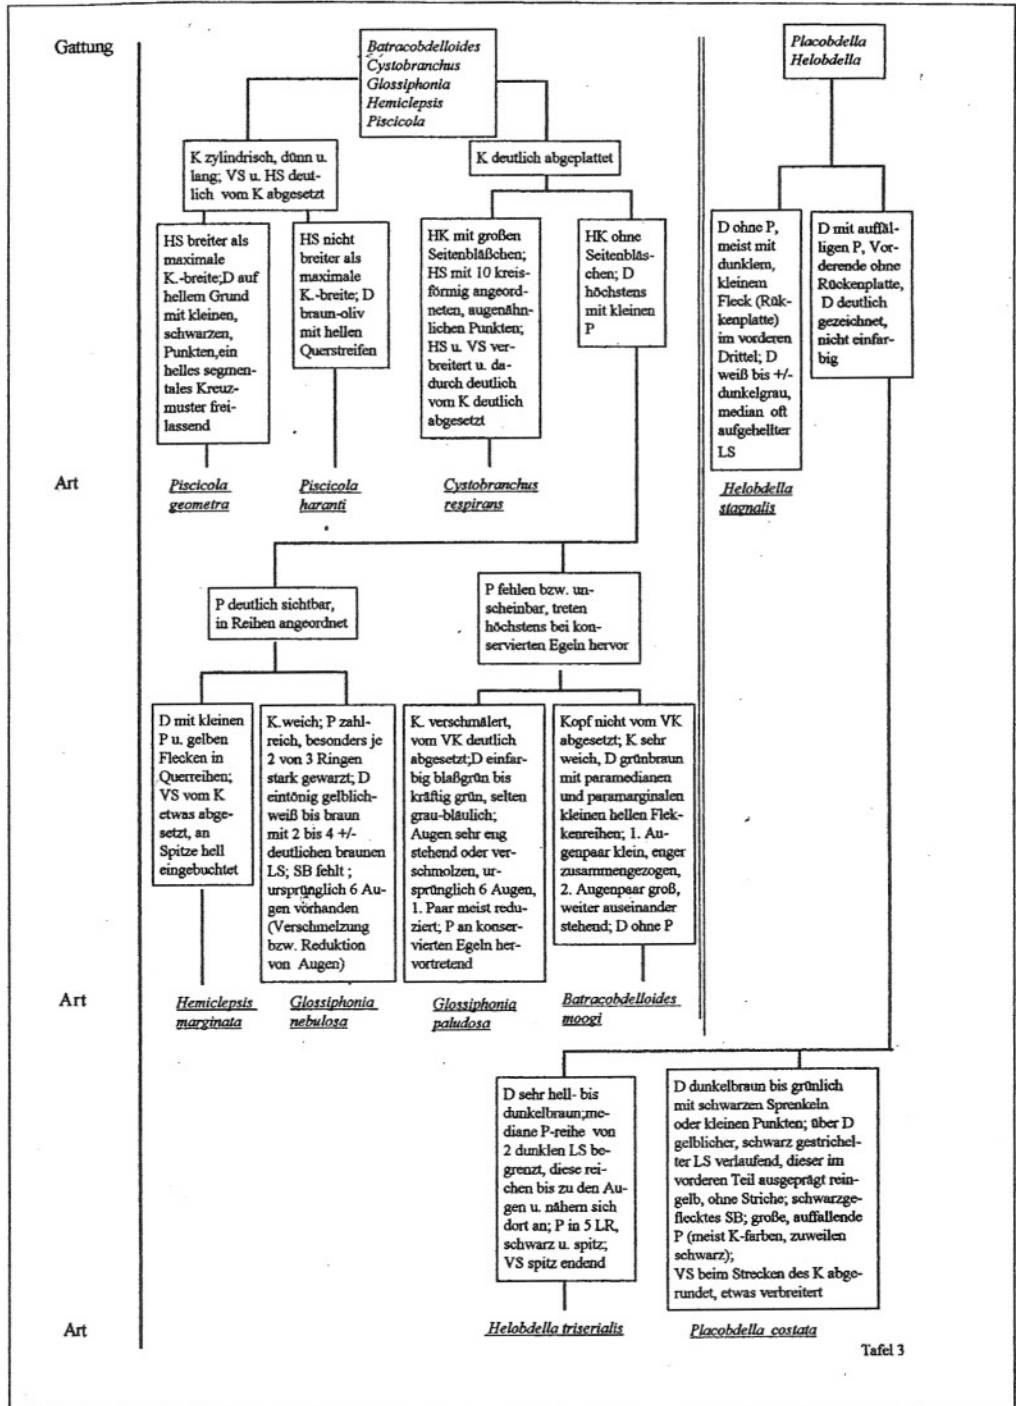 Gattung
Batracobdelloides
Cystobranchus
Glossiphonia
Hemiclepsis
Piscicola
Placobdella
Helobdella
K zylindrisch, dünn u.
lang; VS u. HS deut-
lich vom K abgesetzt
K deutlich abgeplattet
HS breiter als
maximale
K.-breite;D auf
hellem Grund
mit kleinen,
schwarzen,
Punkten,ein
helles segmen-
tales Kreuz-
muster frei-
lassend
HS nicht
breiter als
maximale
K.-breite; D
braun-oliv
mit hellen
Querstreifen
HK mit großen
Seitenbläßchen;
HS mit 10 kreis-
förmig angeord-
neten, augenähn-
lichen Punkten;
HS u. VS ver-
breitert u. da-
durch deutlich
vom K deutlich
abgesetzt
HK ohne
Seitenbläs-
chen; D
höchstens
mit kleinen
P
D ohne P,
meist mit
dunklem,
kleinem
Fleck (Rük-
kenplatte)
im vorderen
Drittel; D
weiß bis +/-
dunkelgrau,
median oft
aufgehellter
LS
D mit auffäl-
ligen P, Vor-
derende ohne
Rückenplatte,
D deutlich
gezeichnet,
nicht einfar-
big
Art
Piscicola
geometra
Piscicola
haranti
Cystobranchus
respirans
Helobdella
stagnalis
P deutlich sichtbar,
in Reihen angeordnet
P fehlen bzw. un-
scheinbar, treten
höchstens bei kon-
servierten Egeln hervor
D mit kleinen
P u. gelben
Flecken in
Querreihen;
VS vom K
etwas abge-
setzt, an
Spitze hell
eingebuchtet
K.weich; P zahl-
reich, besonders je
2 von 3 Ringen
stark gewarzt; D
eintönig gelblich-
weiß bis braun
mit 2 bis 4 +/-
deutlichen braunen
LS; SB fehlt ;
ursprünglich 6 Au-
gen vorhanden
(Verschmelzung
bzw. Reduktion
von Augen)
K. verschmälert,
vom VK deutlich
abgesetzt;D einfar-
big blaßgrün bis
kräftig grün, selten
grau-bläulich;
Augen sehr eng
stehend oder ver-
schmolzen, ur-
sprünglich 6 Augen,
1. Paar meist redu-
ziert; P an konser-
vierten Egeln her-
vortretend
Kopf nicht vom VK
abgesetzt; K sehr
weich, D grünbraun
mit paramedianen
und paramarginalen
kleinen hellen Flek-
kenreihen; 1. Au-
genpaar klein, enger
zusammengezogen,
2. Augenpaar groß,
weiter auseinander
stehend; D ohne P
Art
Hemiclepsis
marginata
Glossiphonia
nebulosa
Glossiphonia
paludosa
Batracobdelloides
moogi
D sehr hell- bis
dunkelbraun;me-
diane P-reihe von
2 dunklen LS be-
grenzt, diese rei-
chen bis zu den Au-
gen u. nähern sich
dort an; P in 5 LR,
schwarz u. spitz;
VS spitz endend
D dunkelbraun bis grünlich
mit schwarzen Sprenkeln
oder kleinen Punkten; über D
gelblicher, schwarz gestrichel-
ter LS verlaufend, dieser im
vorderen Teil ausgeprägt rein-
gelb, ohne Striche; schwarzge-
flecktes SB; große, auffallende
P (meist K-farben, zuweilen
schwarz);
VS beim Strecken des K abge-
rundet, etwas verbreitert
Art
Helobdella triserialis
Placobdella costata
Tafel 3